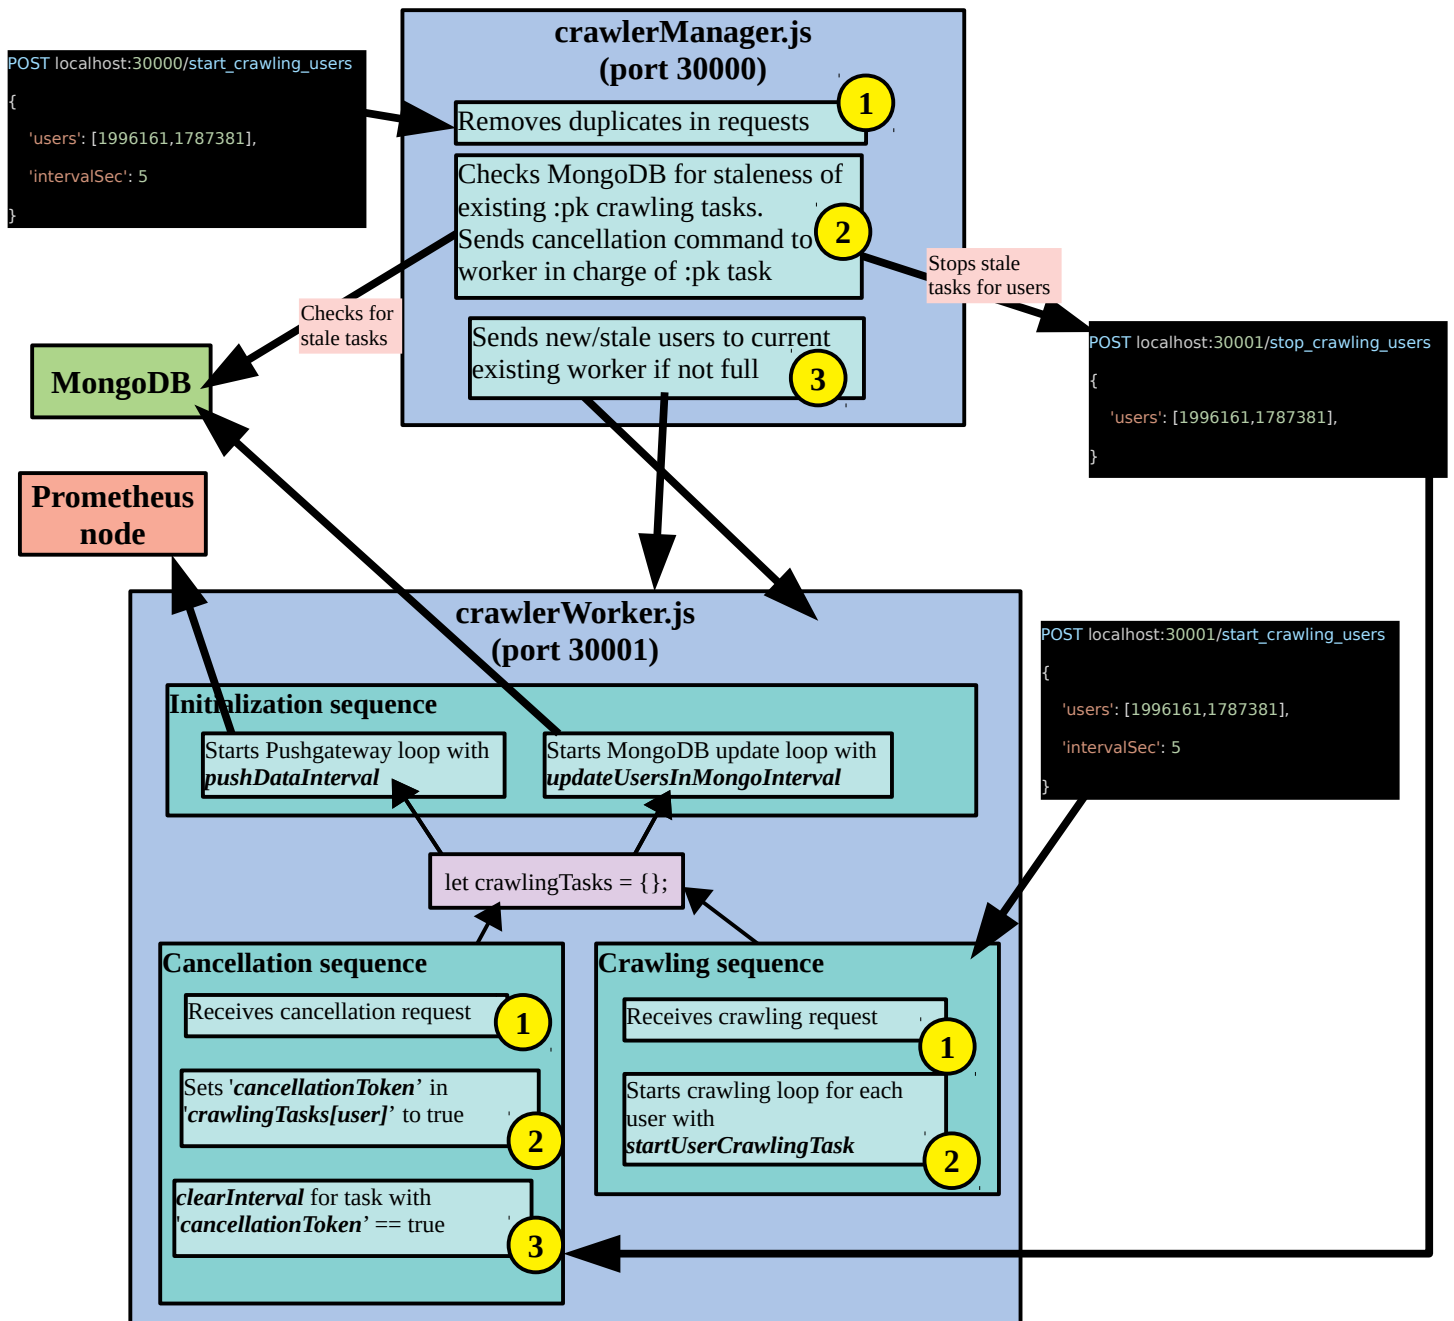 crawlerManager.js
(port 30000)
POST localhost:30000/start_crawling_users
{
'users': [1996161,1787381],
'intervalSec': 5
}
1
Removes duplicates in requests
Checks MongoDB for staleness of
existing :pk crawling tasks.
Sends cancellation command to
worker in charge of :pk task
2
Stops stale
tasks for users
Checks for
stale tasks
Sends new/stale users to current
existing worker if not full
3
POST localhost:30001/stop_crawling_users
{
'users': [1996161,1787381],
}
MongoDB
Prometheus
node
crawlerWorker.js
(port 30001)
POST localhost:30001/start_crawling_users
{
'users': [1996161,1787381],
'intervalSec': 5
}
Initialization sequence
Starts Pushgateway loop with
pushDataInterval
Starts MongoDB update loop with
updateUsersInMongoInterval
let crawlingTasks = {};
Cancellation sequence
Receives cancellation request
1
Sets 'cancellationToken’ in
'crawlingTasks[user]’ to true
2
clearInterval for task with
'cancellationToken’ == true
3
Crawling sequence
Receives crawling request
1
Starts crawling loop for each
user with
startUserCrawlingTask
2